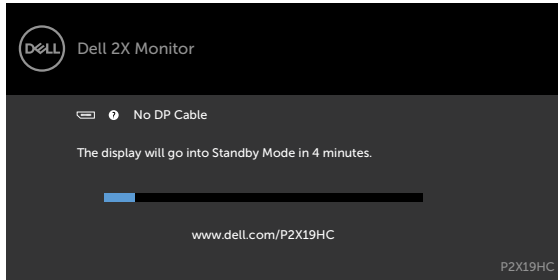 DELL
Dell 2X Monitor
? No DP Cable
The display will go into Standby Mode in 4 minutes.
www.dell.com/P2X19HC
P2X19HC